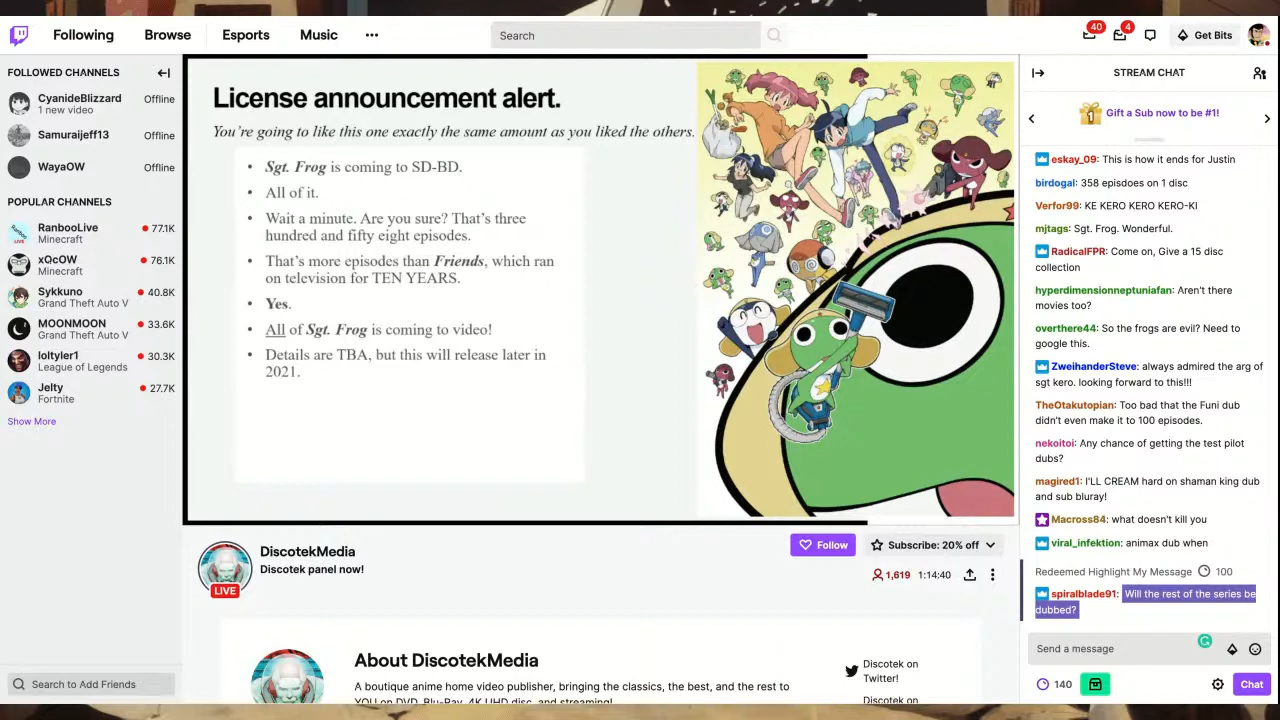 Following
Browse
Esports
Music
Search
40
4
Get Bits
FOLLOWED CHANNELS
CyanideBlizzard
Offline
1 new video
Samuraijeff13
Offline
WayaOW
Offline
POPULAR CHANNELS
RanbooLive
77.1K
Minecraft
xQcOW
76.1K
Minecraft
Sykkuno
40.8K
Grand Theft Auto V
MOONMOON
33.6K
Grand Theft Auto V
loltyler1
30.3K
League of Legends
Jelty
27.7K
Fortnite
Show More
Search to Add Friends
License announcement alert.
You're going to like this one exactly the same amount as you liked the others.
• Sgt. Frog is coming to SD-BD.
• All of it.
• Wait a minute. Are you sure? That's three
hundred and fifty eight episodes.
• That's more episodes than Friends, which ran
on television for TEN YEARS.
• Yes.
• All of Sgt. Frog is coming to video!
• Details are TBA, but this will release later in
2021.
LIVE
DiscotekMedia
Discotek panel now!
Follow
Subscribe: 20% off
1,619
1:14:40
About DiscotekMedia
A boutique anime home video publisher, bringing the classics, the best, and the rest to
YOU on DVD, Blu-Ray, 4K UHD disc, and streaming!
Discotek on
Twitter!
Discotek on
STREAM CHAT
1
Gift a Sub now to be #1!
eskay_09: This is how it ends for Justin
birdogal: 358 epsidoes on 1 disc
Verfor99: KE KERO KERO KERO-KI
mjtags: Sgt. Frog. Wonderful.
RadicalFPR: Come on, Give a 15 disc
collection
hyperdimensionneptuniafan: Aren't there
movies too?
overthere44: So the frogs are evil? Need to
google this.
ZweihanderSteve: always admired the arg of
sgt kero. looking forward to this!!!
TheOtakutopian: Too bad that the Funi dub
didn't even make it to 100 episodes.
nekoitoi: Any chance of getting the test pilot
dubs?
magired1: I'LL CREAM hard on shaman king dub
and sub bluray!
Macross84: what doesn't kill you
viral_infektion: animax dub when
Redeemed Highlight My Message 100
spiralblade91: Will the rest of the series be
dubbed?
Send a message
140
Chat